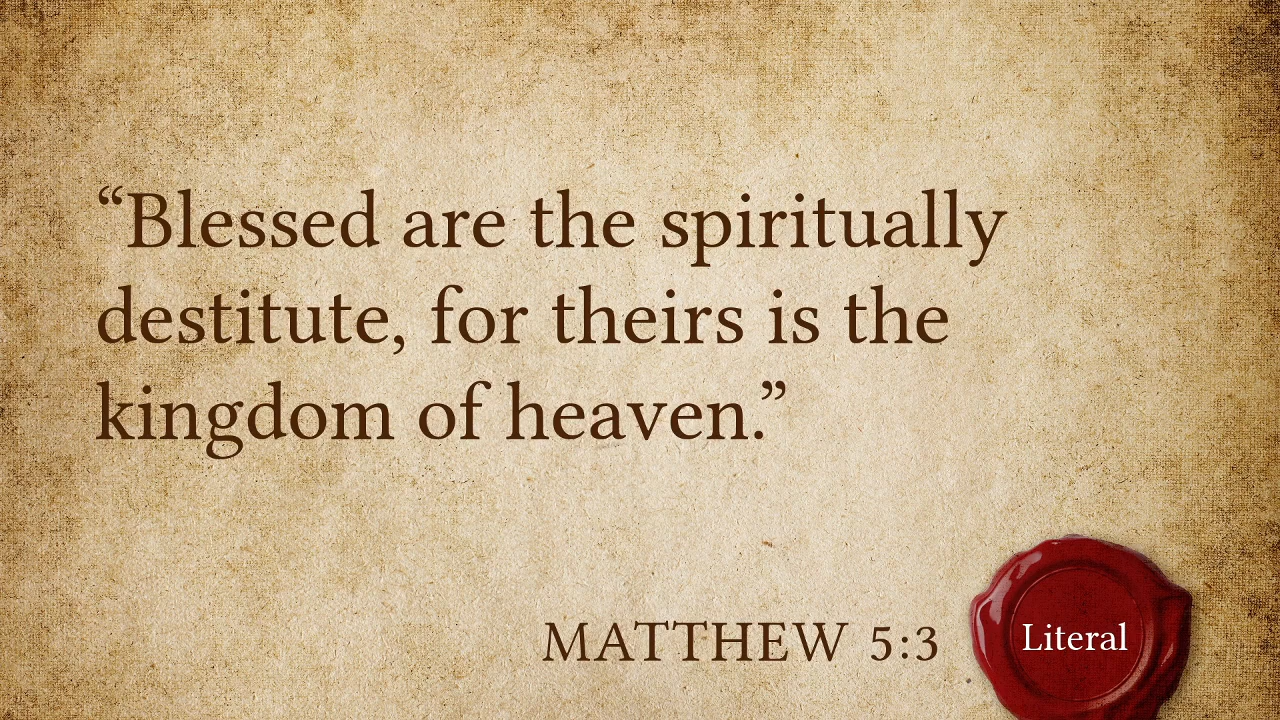 “Blessed are the spiritually
destitute, for theirs is the
kingdom of heaven.”
MATTHEW 5:3
Literal